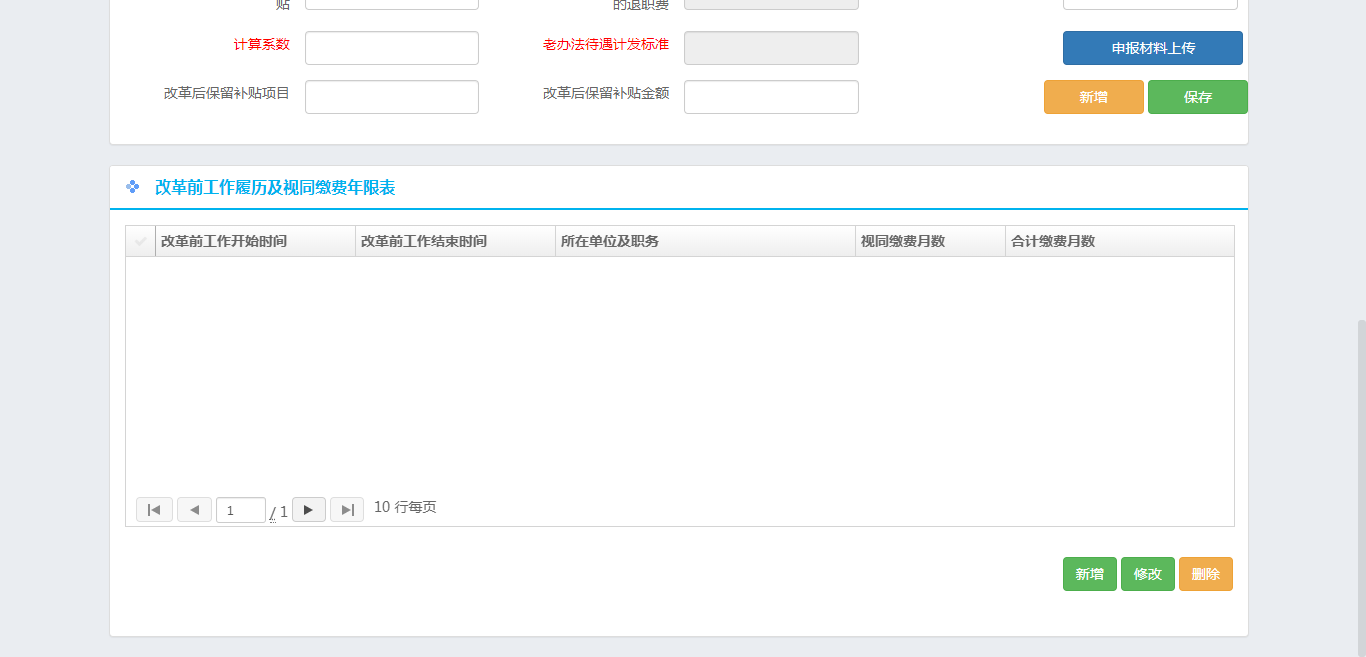 贴 的退职费
计算系数 老办法待遇计发标准 申报材料上传
改革后保留补贴项目 改革后保留补贴金额 新增 保存
改革前工作履历及视同缴费年限表
改革前工作开始时间 改革前工作结束时间 所在单位及职务 视同缴费月数 合计缴费月数
1 / 1 10 行每页
新增 修改 删除